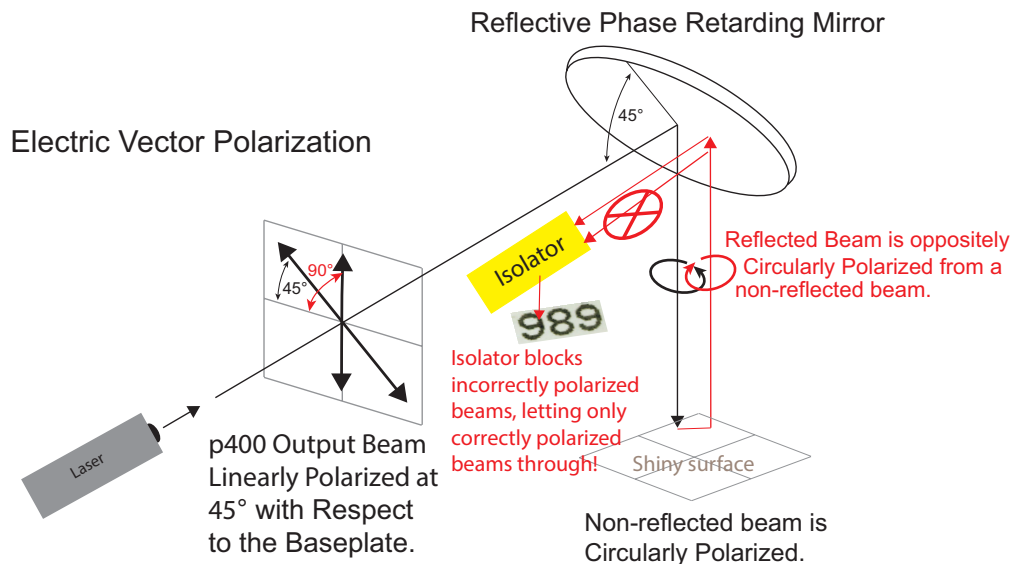 Reflective Phase Retarding Mirror
45°
Electric Vector Polarization
90°
45°
Isolator
989
Reflected Beam is oppositely
Circularly Polarized from a
non-reflected beam.
Isolator blocks
incorrectly polarized
beams, letting only
correctly polarized
beams through!
Laser
Shiny surface
p400 Output Beam
Linearly Polarized at
45° with Respect
to the Baseplate.
Non-reflected beam is
Circularly Polarized.